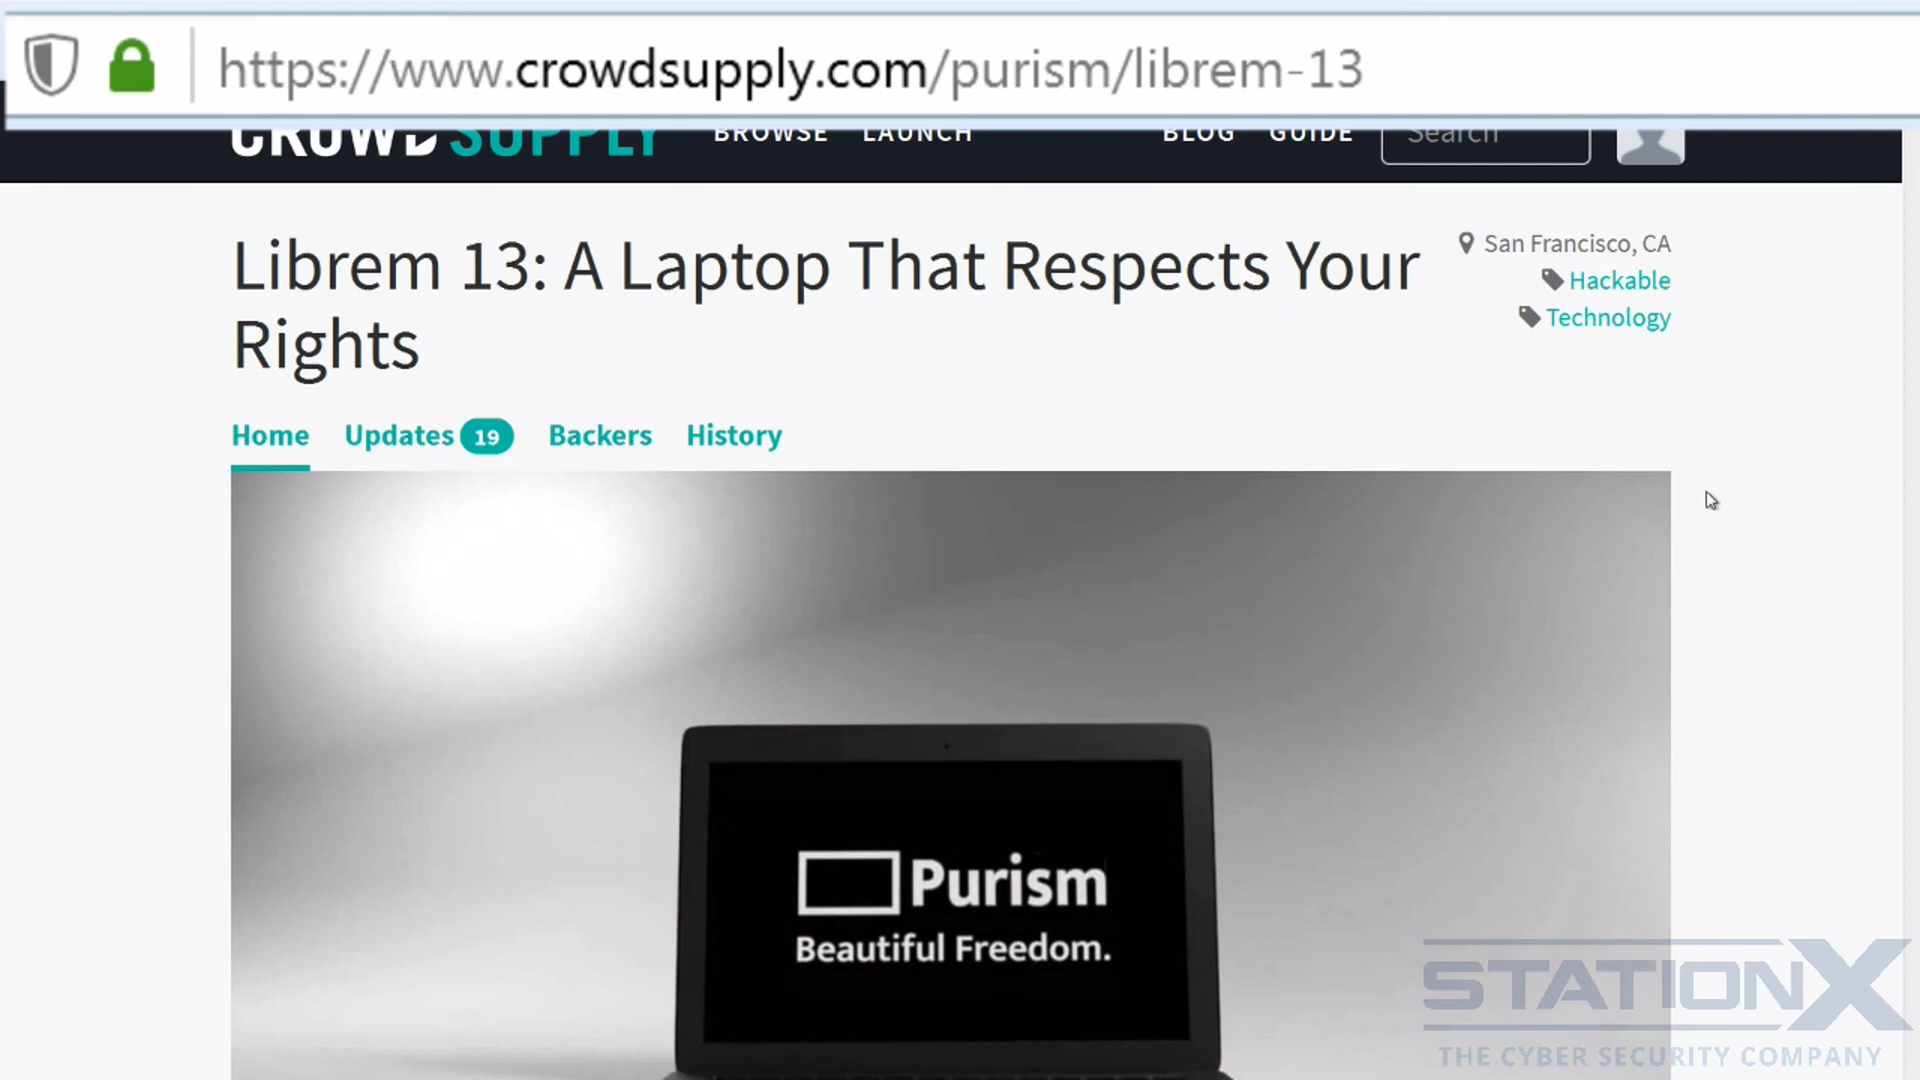 https://www.crowdsupply.com/purism/librem-13
CROWD SUPPLY BROWSE LAUNCH BLOG GUIDE Search
Librem 13: A Laptop That Respects Your
Rights
San Francisco, CA
Hackable
Technology
Home Updates 19 Backers History
Purism
Beautiful Freedom.
STATIONX
THE CYBER SECURITY COMPANY